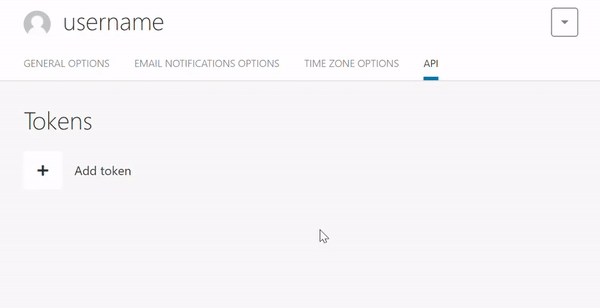 username
GENERAL OPTIONS EMAIL NOTIFICATIONS OPTIONS TIME ZONE OPTIONS API
Tokens
Add token